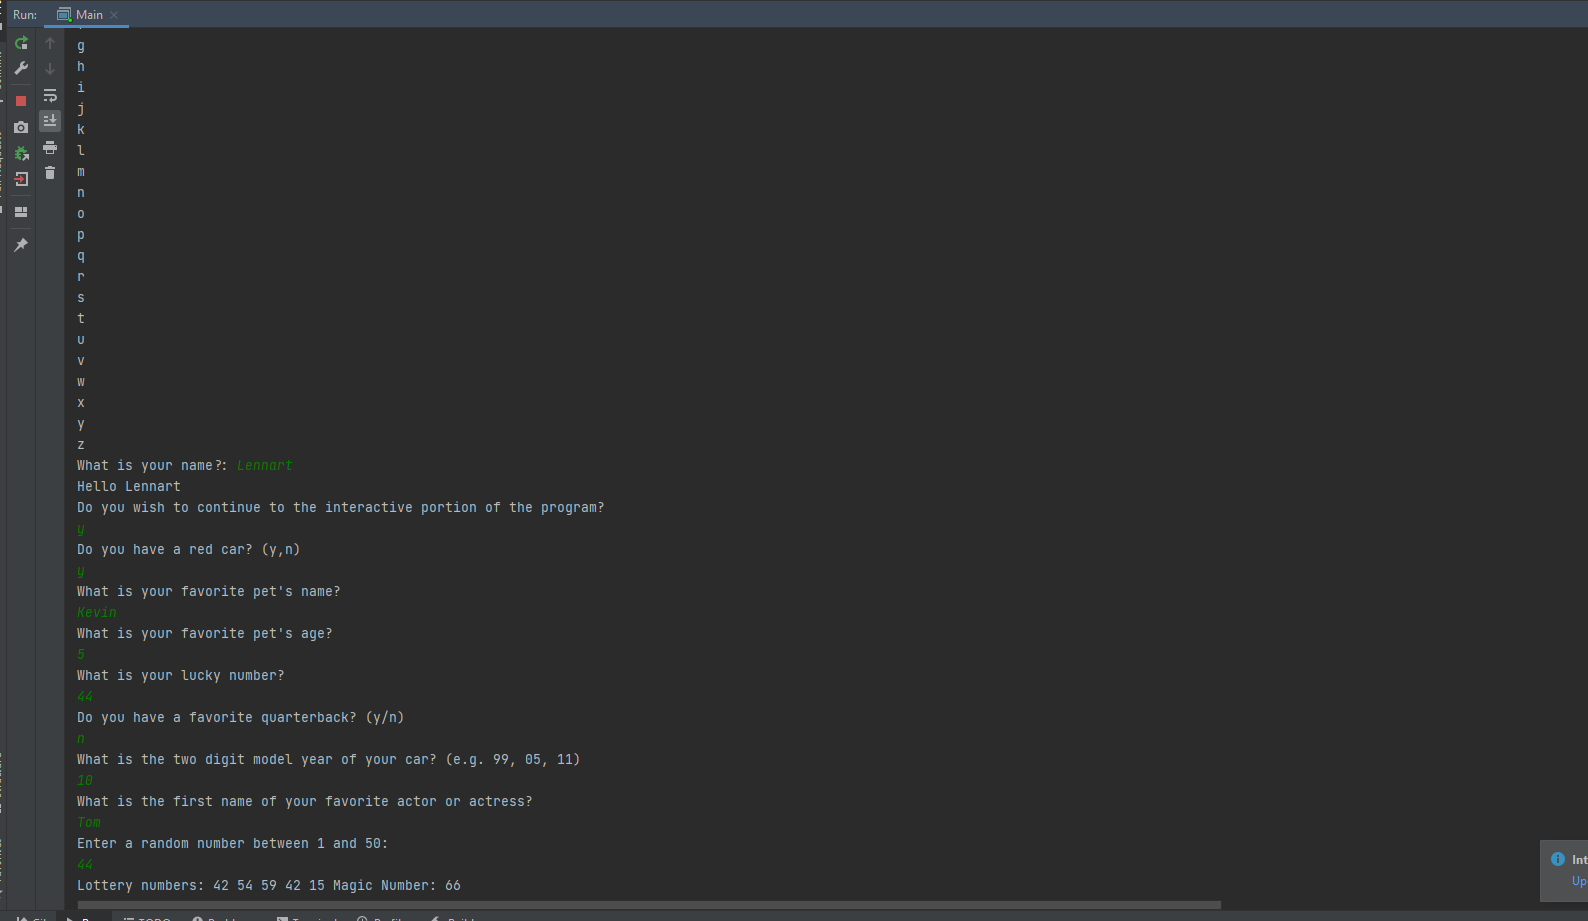 Run: Main
g
h
i
j
k
l
m
n
o
p
q
r
s
t
u
v
w
x
y
z
What is your name?: Lennart
Hello Lennart
Do you wish to continue to the interactive portion of the program?
y
Do you have a red car? (y,n)
y
What is your favorite pet's name?
Kevin
What is your favorite pet's age?
5
What is your lucky number?
44
Do you have a favorite quarterback? (y/n)
n
What is the two digit model year of your car? (e.g. 99, 05, 11)
10
What is the first name of your favorite actor or actress?
Tom
Enter a random number between 1 and 50:
44
Int
Up
Lottery numbers: 42 54 59 42 15 Magic Number: 66